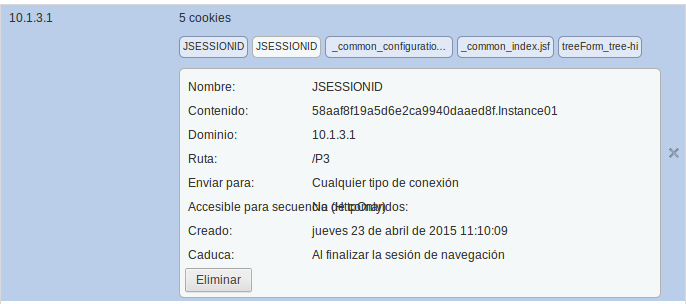 10.1.3.1
5 cookies
JSESSIONID JSESSIONID _common_configuratio... _common_index.jsf treeForm_tree-hi
Nombre: JSESSIONID
Contenido: 58aaf8f19a5d6e2ca9940daaed8f.Instance01
Dominio: 10.1.3.1
Ruta: /P3
Enviar para: Cualquier tipo de conexión
Accesible para secuencia de comandos: No (HttpOnly)
Creado: jueves 23 de abril de 2015 11:10:09
Caduca: Al finalizar la sesión de navegación
Eliminar